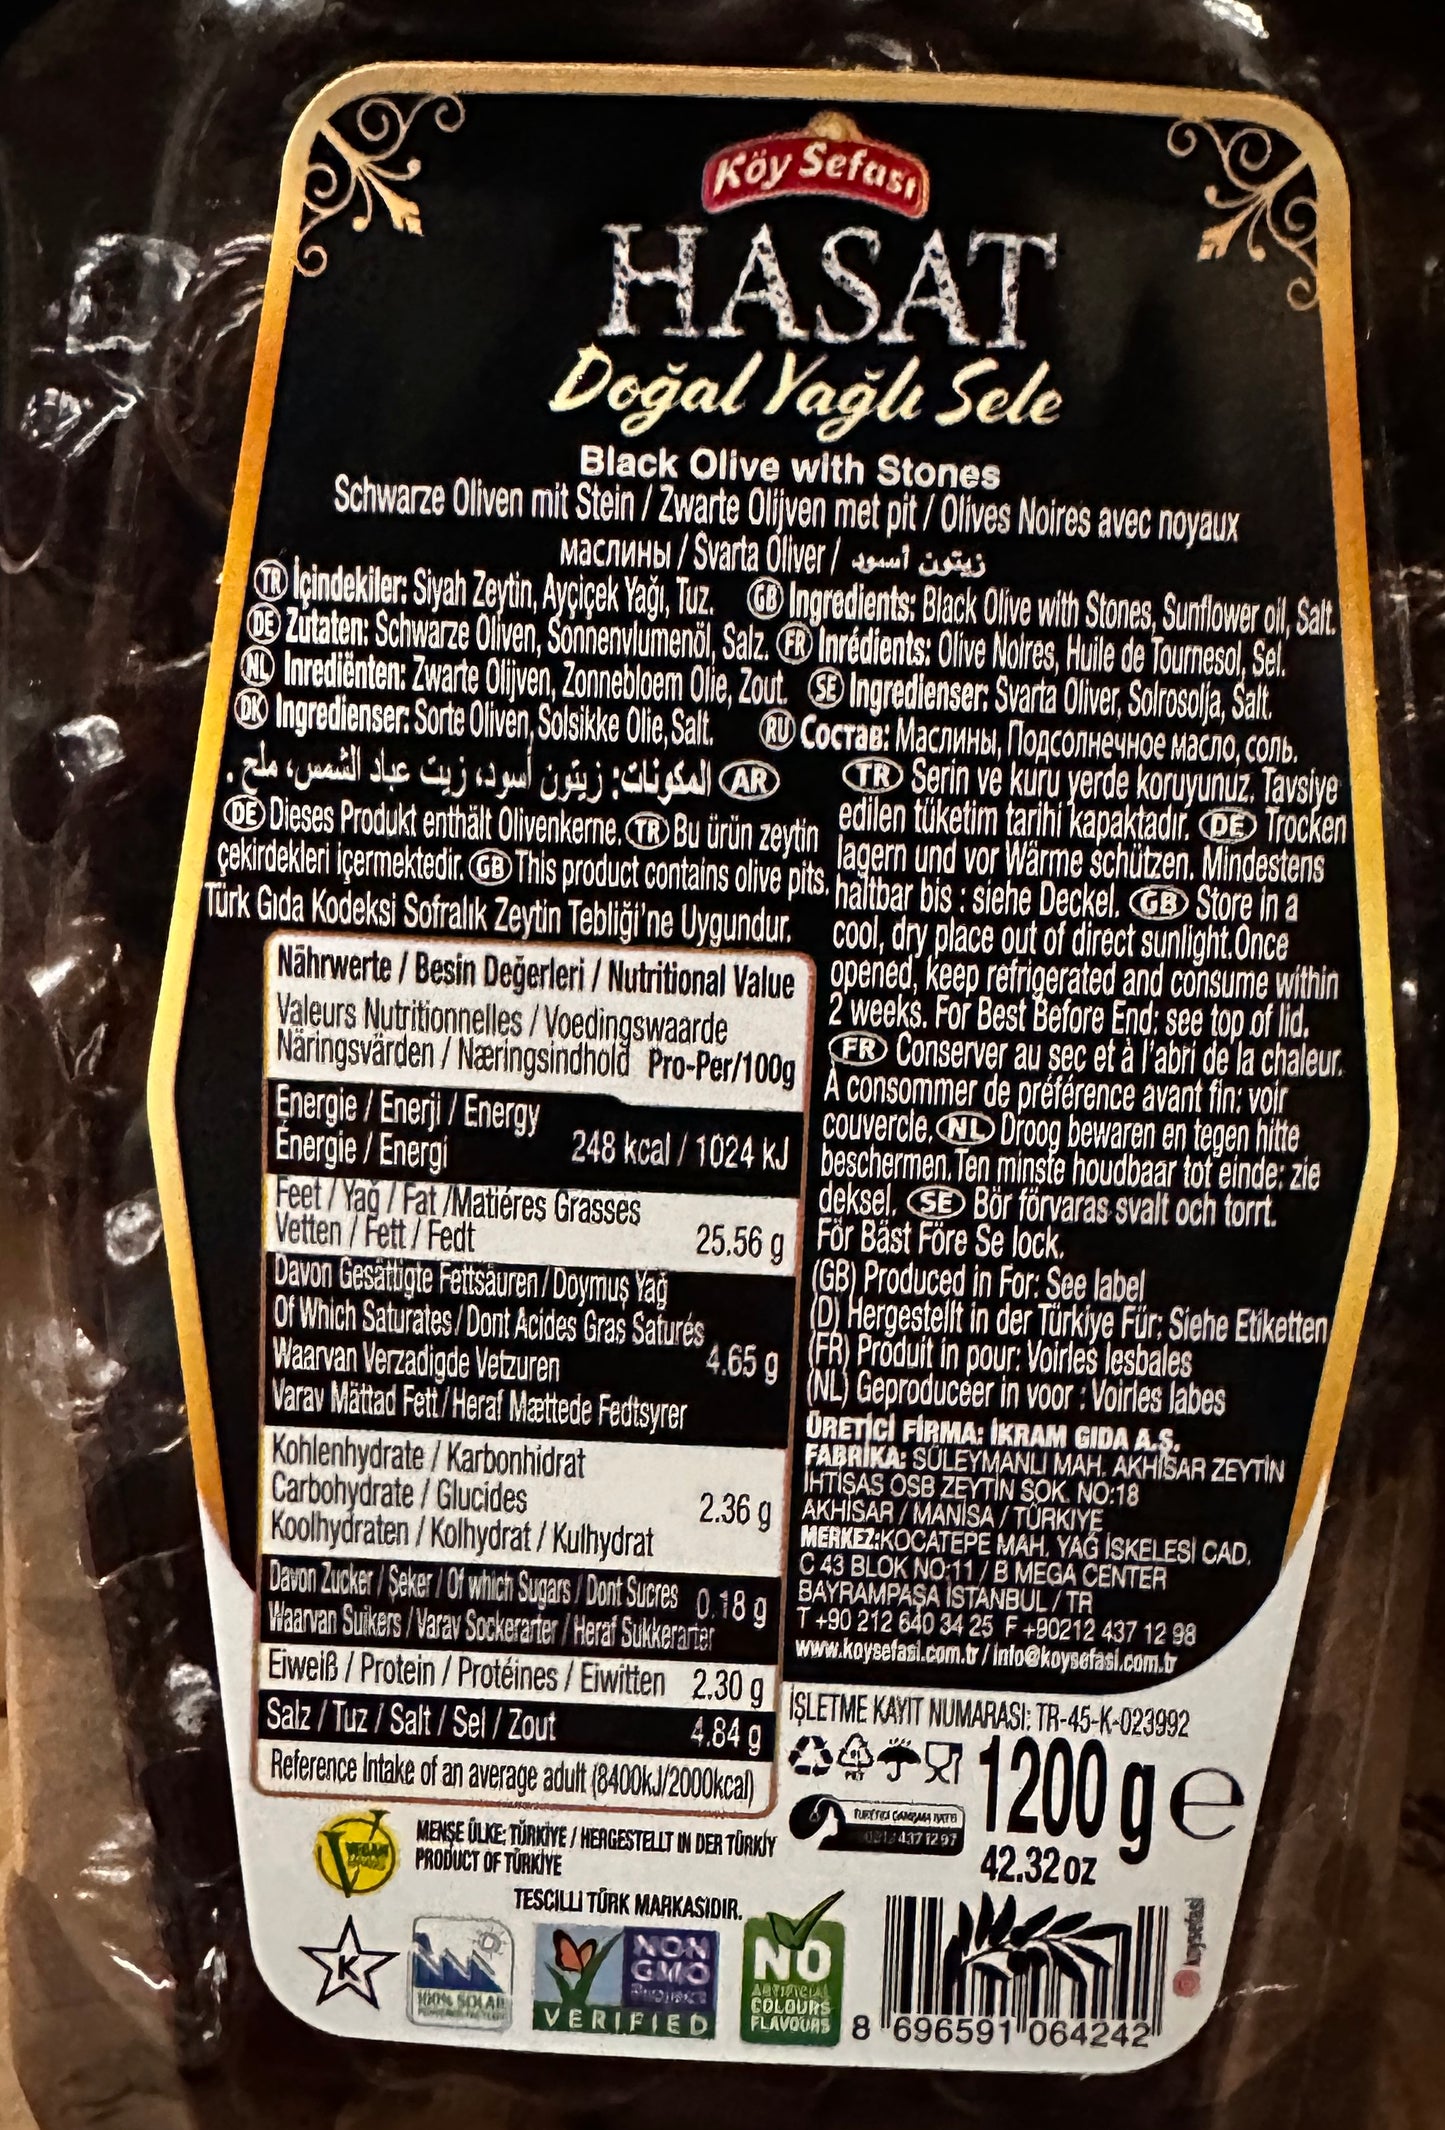 Köy Sefası
HASAT
Doğal Yağlı Sele
Black Olive with Stones
Schwarze Oliven mit Stein / Zwarte Olijven met pit / Olives Noires avec noyaux
маслины / Svarta Oliver / زيتون اسود
TR İçindekiler: Siyah Zeytin, Ayçiçek Yağı, Tuz. GB Ingredients: Black Olive with Stones, Sunflower oil, Salt.
DE Zutaten: Schwarze Oliven, Sonnenvlumenöl, Salz. FR Inrédients: Olive Noires, Huile de Tournesol, Sel.
NL Inrediënten: Zwarte Olijven, Zonnebloem Olie, Zout. SE Ingredienser: Svarta Oliver, Solrosolja, Salt.
DK Ingredienser: Sorte Oliven, Solsikke Olie, Salt. RU Состав: Маслины, Подсолнечное масло, соль.
AR المكونات: زيتون أسود، زيت عباد الشمس، ملح .
DE Dieses Produkt enthält Olivenkerne. TR Bu ürün zeytin
çekirdekleri içermektedir. GB This product contains olive pits.
Türk Gıda Kodeksi Sofralık Zeytin Tebliği'ne Uygundur.
TR Serin ve kuru yerde koruyunuz. Tavsiye
edilen tüketim tarihi kapaktadır. DE Trocken
lagern und vor Wärme schützen. Mindestens
haltbar bis : siehe Deckel. GB Store in a
cool, dry place out of direct sunlight. Once
opened, keep refrigerated and consume within
2 weeks. For Best Before End: see top of lid.
FR Conserver au sec et à l'abri de la chaleur.
À consommer de préférence avant fin: voir
couvercle. NL Droog bewaren en tegen hitte
beschermen. Ten minste houdbaar tot einde: zie
deksel. SE Bör förvaras svalt och torrt.
För Bäst Före Se lock.
(GB) Produced in For: See label
(D) Hergestellt in der Türkiye Für: Siehe Etiketten
(FR) Produit in pour: Voirles lesbales
(NL) Geproduceer in voor : Voirles labes
ÜRETİCİ FİRMA: İKRAM GIDA A.Ş.
FABRİKA: SÜLEYMANLI MAH. AKHİSAR ZEYTİN
İHTİSAS OSB ZEYTİN SOK. NO:18
AKHİSAR / MANİSA / TÜRKİYE
MERKEZ:KOCATEPE MAH. YAĞ İSKELESİ CAD.
C 43 BLOK NO:11 / B MEGA CENTER
BAYRAMPAŞA İSTANBUL / TR
T +90 212 640 34 25 F +90212 437 12 98
www.koysefasi.com.tr / info@koysefasi.com.tr
Nährwerte / Besin Değerleri / Nutritional Value
Valeurs Nutritionnelles / Voedingswaarde
Näringsvärden / Næringsindhold Pro-Per/100g
Energie / Enerji / Energy
Énergie / Energi 248 kcal / 1024 kJ
Feet / Yağ / Fat /Matiéres Grasses
Vetten / Fett / Fedt 25.56 g
Davon Gesättigte Fettsäuren / Doymuş Yağ
Of Which Saturates / Dont Acides Gras Saturés
Waarvan Verzadigde Vetzuren 4.65 g
Varav Mättad Fett / Heraf Mættede Fedtsyrer
Kohlenhydrate / Karbonhidrat
Carbohydrate / Glucides 2.36 g
Koolhydraten / Kolhydrat / Kulhydrat
Davon Zucker / Şeker / Of which Sugars / Dont Sucres 0.18 g
Waarvan Suikers / Varav Sockerarter / Heraf Sukkerarter
Eiweiß / Protein / Protéines / Eiwitten 2.30 g
Salz / Tuz / Salt / Sel / Zout 4.84 g
Reference Intake of an average adult (8400kJ/2000kcal)
İŞLETME KAYIT NUMARASI: TR-45-K-023992
PET
1200 g e
42.32 oz
0212 437 12 97
VEGAN
MENŞE ÜLKE: TÜRKİYE / HERGESTELLT IN DER TÜRKİY
PRODUCT OF TÜRKİYE
TESCILLI TÜRK MARKASIDIR.
K
100% SOLAR
NON
GMO
Project
VERIFIED
NO
ARTIFICIAL
COLOURS
FLAVOURS
8 696591 064242
koysefasi